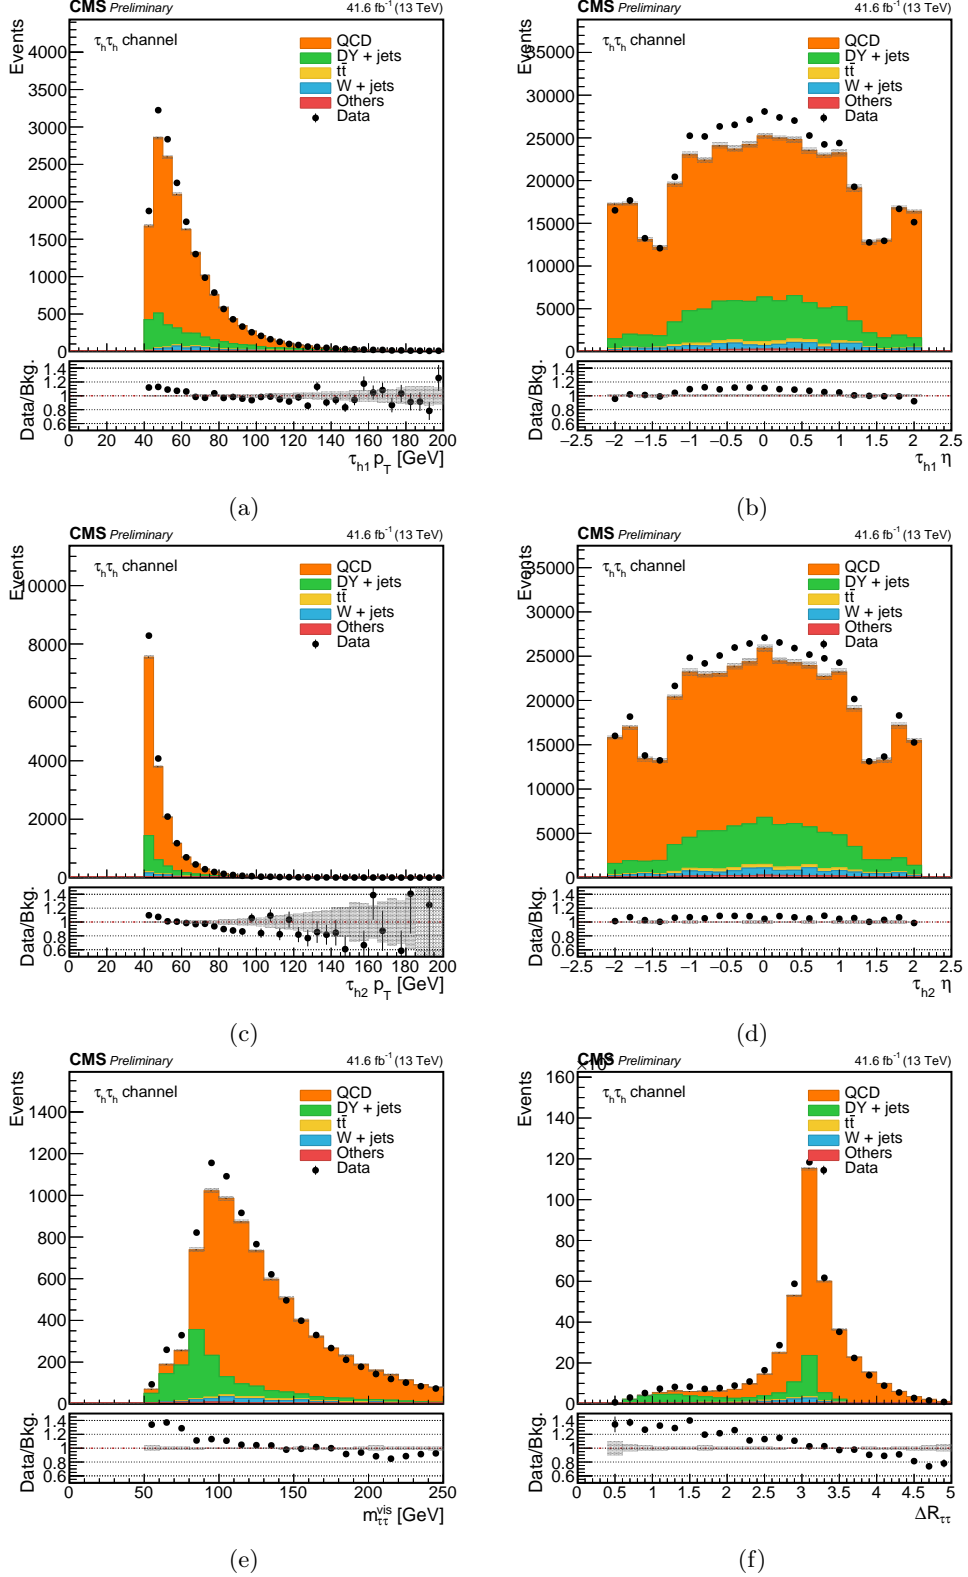 CMS Preliminary 41.6 fb⁻¹ (13 TeV)
Events
τhτh channel
QCD
DY + jets
tt̄
W + jets
Others
Data
4000
3500
3000
2500
2000
1500
1000
500
0
Data/Bkg.
1.4
1.2
1
0.8
0.6
0 20 40 60 80 100 120 140 160 180 200
τh1 pT [GeV]
(a)
CMS Preliminary 41.6 fb⁻¹ (13 TeV)
Events
τhτh channel
QCD
DY + jets
tt̄
W + jets
Others
Data
35000
30000
25000
20000
15000
10000
5000
0
Data/Bkg.
1.4
1.2
1
0.8
0.6
−2.5 −2 −1.5 −1 −0.5 0 0.5 1 1.5 2 2.5
τh1 η
(b)
CMS Preliminary 41.6 fb⁻¹ (13 TeV)
Events
τhτh channel
QCD
DY + jets
tt̄
W + jets
Others
Data
10000
8000
6000
4000
2000
0
Data/Bkg.
1.4
1.2
1
0.8
0.6
0 20 40 60 80 100 120 140 160 180 200
τh2 pT [GeV]
(c)
CMS Preliminary 41.6 fb⁻¹ (13 TeV)
Events
τhτh channel
QCD
DY + jets
tt̄
W + jets
Others
Data
35000
30000
25000
20000
15000
10000
5000
0
Data/Bkg.
1.4
1.2
1
0.8
0.6
−2.5 −2 −1.5 −1 −0.5 0 0.5 1 1.5 2 2.5
τh2 η
(d)
CMS Preliminary 41.6 fb⁻¹ (13 TeV)
Events
τhτh channel
QCD
DY + jets
tt̄
W + jets
Others
Data
1400
1200
1000
800
600
400
200
0
Data/Bkg.
1.4
1.2
1
0.8
0.6
0 50 100 150 200 250
mττvis [GeV]
(e)
CMS Preliminary 41.6 fb⁻¹ (13 TeV)
Events
τhτh channel
QCD
DY + jets
tt̄
W + jets
Others
Data
160
140
120
100
80
60
40
20
0
Data/Bkg.
1.4
1.2
1
0.8
0.6
0 0.5 1 1.5 2 2.5 3 3.5 4 4.5 5
ΔRττ
(f)